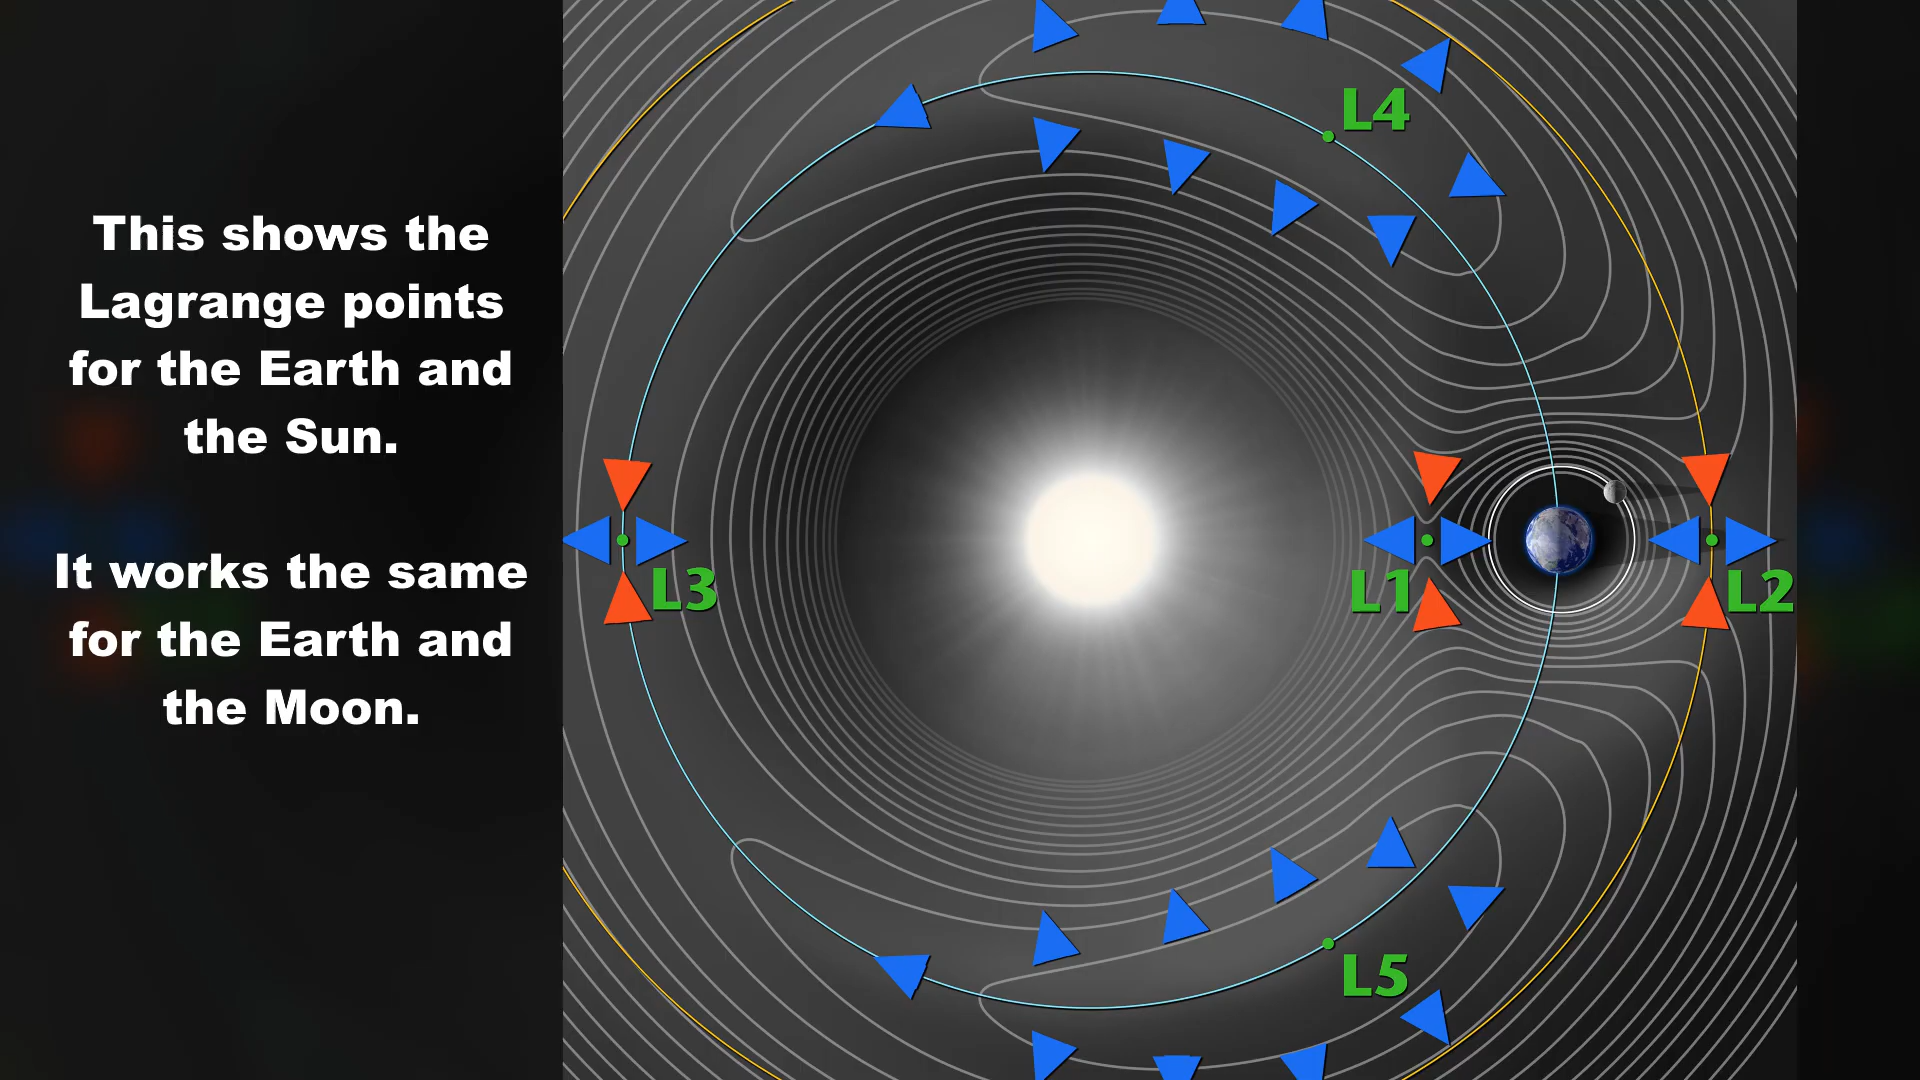 This shows the
Lagrange points
for the Earth and
the Sun.
It works the same
for the Earth and
the Moon.
L4
L3
L1
L2
L5